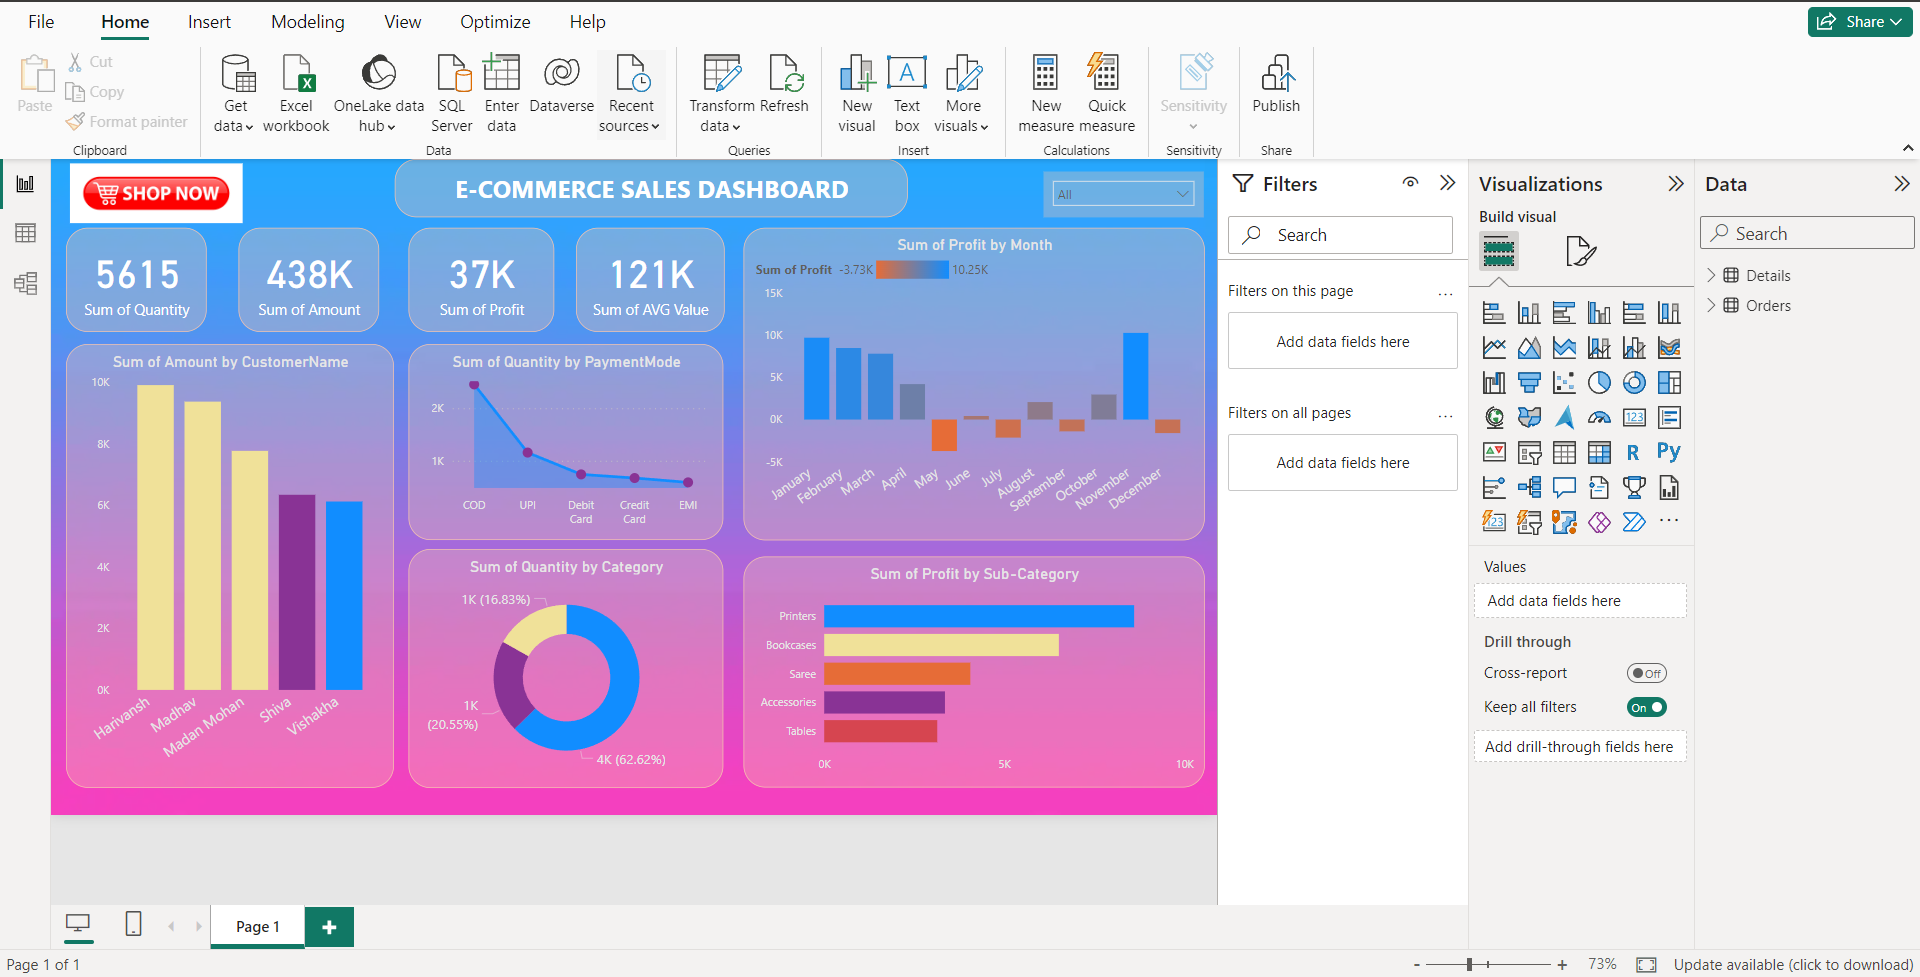 File Home Insert Modeling View Optimize Help Share
Paste
Cut
Copy
Format painter
Clipboard
Get data
Excel workbook
OneLake data hub
SQL Server
Enter data
Dataverse
Recent sources
Data
Transform data
Refresh
Queries
New visual
Text box
More visuals
Insert
New measure
Quick measure
Calculations
Sensitivity
Sensitivity
Publish
Share
SHOP NOW
E-COMMERCE SALES DASHBOARD
All
5615
Sum of Quantity
438K
Sum of Amount
37K
Sum of Profit
121K
Sum of AVG Value
Sum of Amount by CustomerName
10K
8K
6K
4K
2K
0K
Harivansh
Madhav
Madan Mohan
Shiva
Vishakha
Sum of Quantity by PaymentMode
2K
1K
COD
UPI
Debit Card
Credit Card
EMI
Sum of Quantity by Category
1K (16.83%)
1K
(20.55%)
4K (62.62%)
Sum of Profit by Month
Sum of Profit -3.73K 10.25K
15K
10K
5K
0K
-5K
January
February
March
April
May
June
July
August
September
October
November
December
Sum of Profit by Sub-Category
Printers
Bookcases
Saree
Accessories
Tables
0K 5K 10K
Filters
Search
Filters on this page ...
Add data fields here
Filters on all pages ...
Add data fields here
Visualizations
Build visual
123
R
Py
123
...
Values
Add data fields here
Drill through
Cross-report Off
Keep all filters On
Add drill-through fields here
Data
Search
Details
Orders
Page 1 +
Page 1 of 1
- + 73% Update available (click to download)